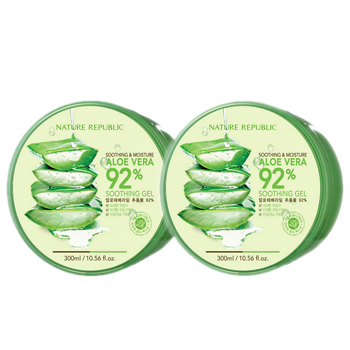 NATURE REPUBLIC
SOOTHING & MOISTURE
ALOE VERA
92%
SOOTHING GEL
알로에베라잎 추출물 92%
300ml / 10.56 fl.oz.
NATURE REPUBLIC
SOOTHING & MOISTURE
ALOE VERA
92%
SOOTHING GEL
알로에베라잎 추출물 92%
300ml / 10.56 fl.oz.